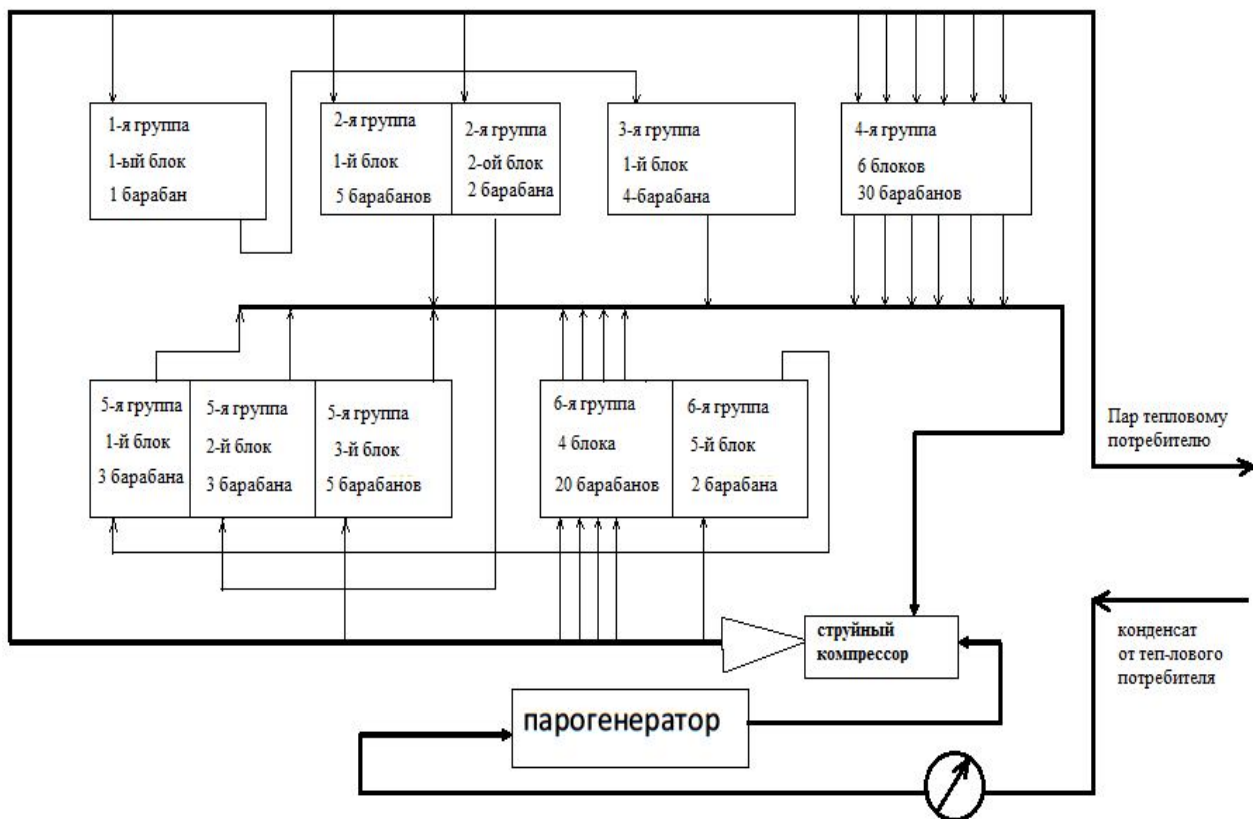 1-я группа
1-ый блок
1 барабан
2-я группа
1-й блок
5 барабанов
2-я группа
2-ой блок
2 барабана
3-я группа
1-й блок
4-барабана
4-я группа
6 блоков
30 барабанов
5-я группа
1-й блок
3 барабана
5-я группа
2-й блок
3 барабана
5-я группа
3-й блок
5 барабанов
6-я группа
4 блока
20 барабанов
6-я группа
5-й блок
2 барабана
Пар тепловому
потребителю
струйный
компрессор
конденсат
от теп-лового
потребителя
парогенератор